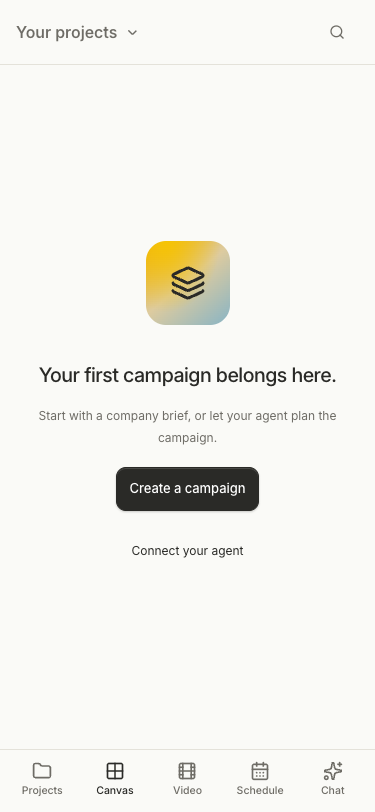 Your projects
Your first campaign belongs here.
Start with a company brief, or let your agent plan the
campaign.
Create a campaign
Connect your agent
Projects
Canvas
Video
Schedule
Chat